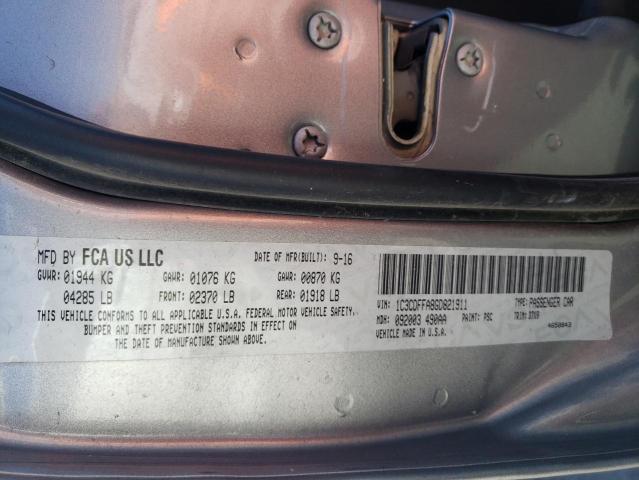 MFD BY FCA US LLC DATE OF MFR(BUILT): 9-16
GVWR: 01944 KG GAWR: 01076 KG GAWR: 00870 KG
04285 LB FRONT: 02370 LB REAR: 01918 LB
THIS VEHICLE CONFORMS TO ALL APPLICABLE U.S.A. FEDERAL MOTOR VEHICLE SAFETY,
BUMPER AND THEFT PREVENTION STANDARDS IN EFFECT ON
THE DATE OF MANUFACTURE SHOWN ABOVE.
VIN: 1C3CDFFA8GD821911 TYPE: PASSENGER CAR
MDH: 092003 490AA PAINT: PSC TRIM:
VEHICLE MADE IN U.S.A. 4650843